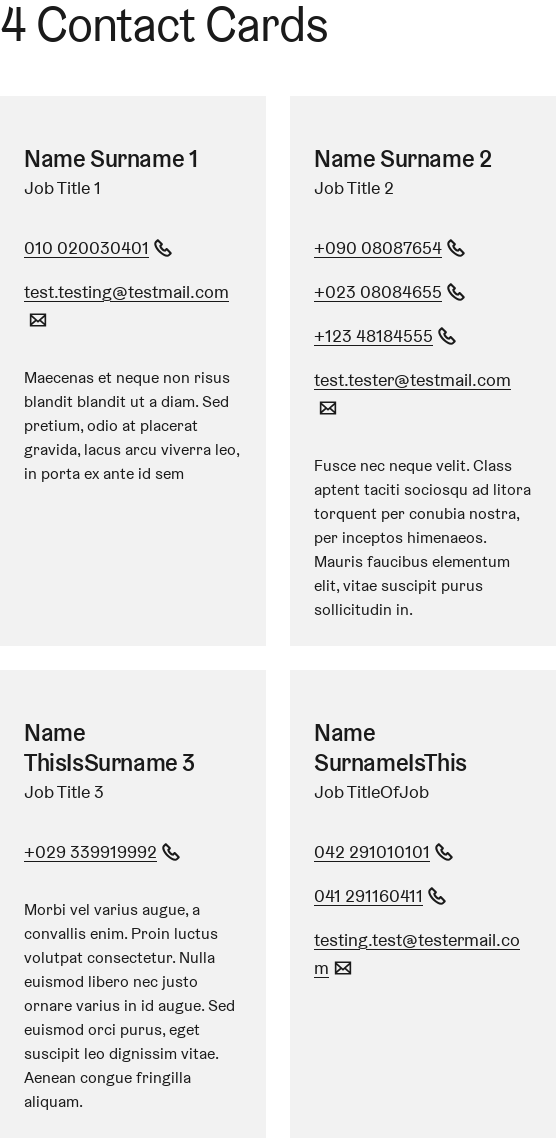 4 Contact Cards
Name Surname 1
Job Title 1
010 020030401
test.testing@testmail.com
Maecenas et neque non risus
blandit blandit ut a diam. Sed
pretium, odio at placerat
gravida, lacus arcu viverra leo,
in porta ex ante id sem
Name Surname 2
Job Title 2
+090 08087654
+023 08084655
+123 48184555
test.tester@testmail.com
Fusce nec neque velit. Class
aptent taciti sociosqu ad litora
torquent per conubia nostra,
per inceptos himenaeos.
Mauris faucibus elementum
elit, vitae suscipit purus
sollicitudin in.
Name
ThisIsSurname 3
Job Title 3
+029 339919992
Morbi vel varius augue, a
convallis enim. Proin luctus
volutpat consectetur. Nulla
euismod libero nec justo
ornare varius in id augue. Sed
euismod orci purus, eget
suscipit leo dignissim vitae.
Aenean congue fringilla
aliquam.
Name
SurnameIsThis
Job TitleOfJob
042 291010101
041 291160411
testing.test@testermail.co
m